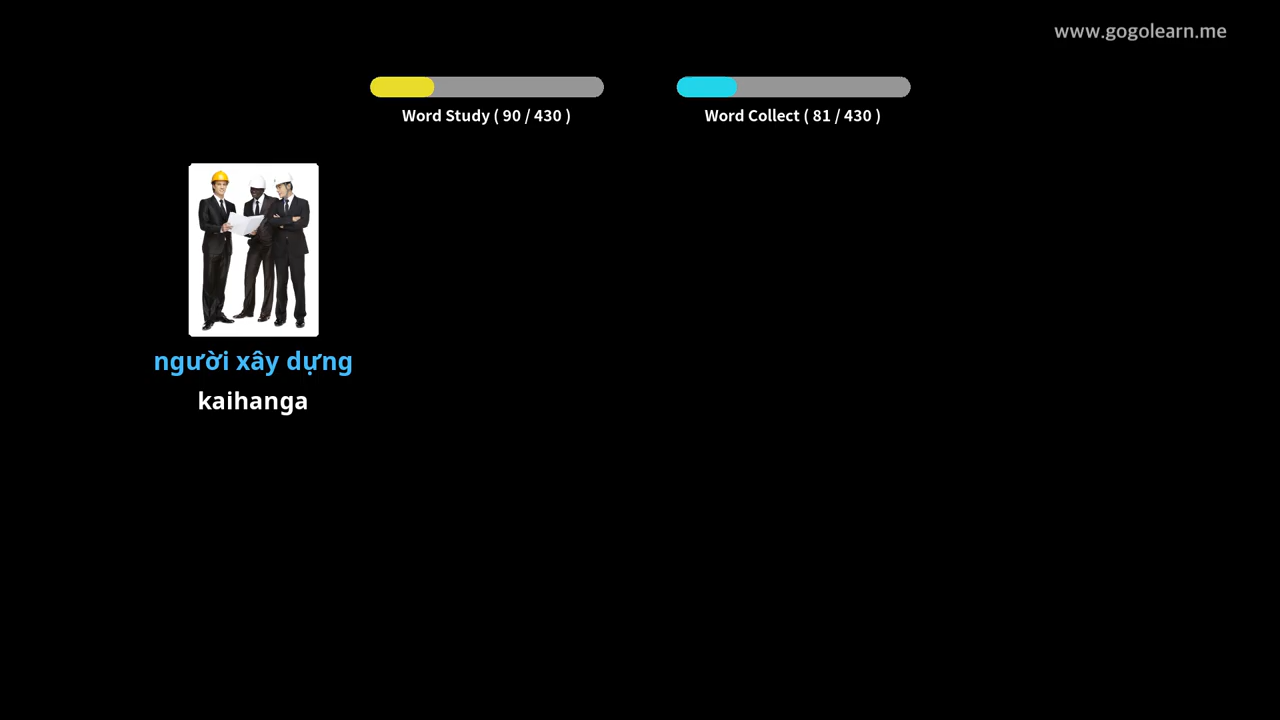 www.gogolearn.me
Word Study ( 90 / 430 )
Word Collect ( 81 / 430 )
người xây dựng
kaihanga